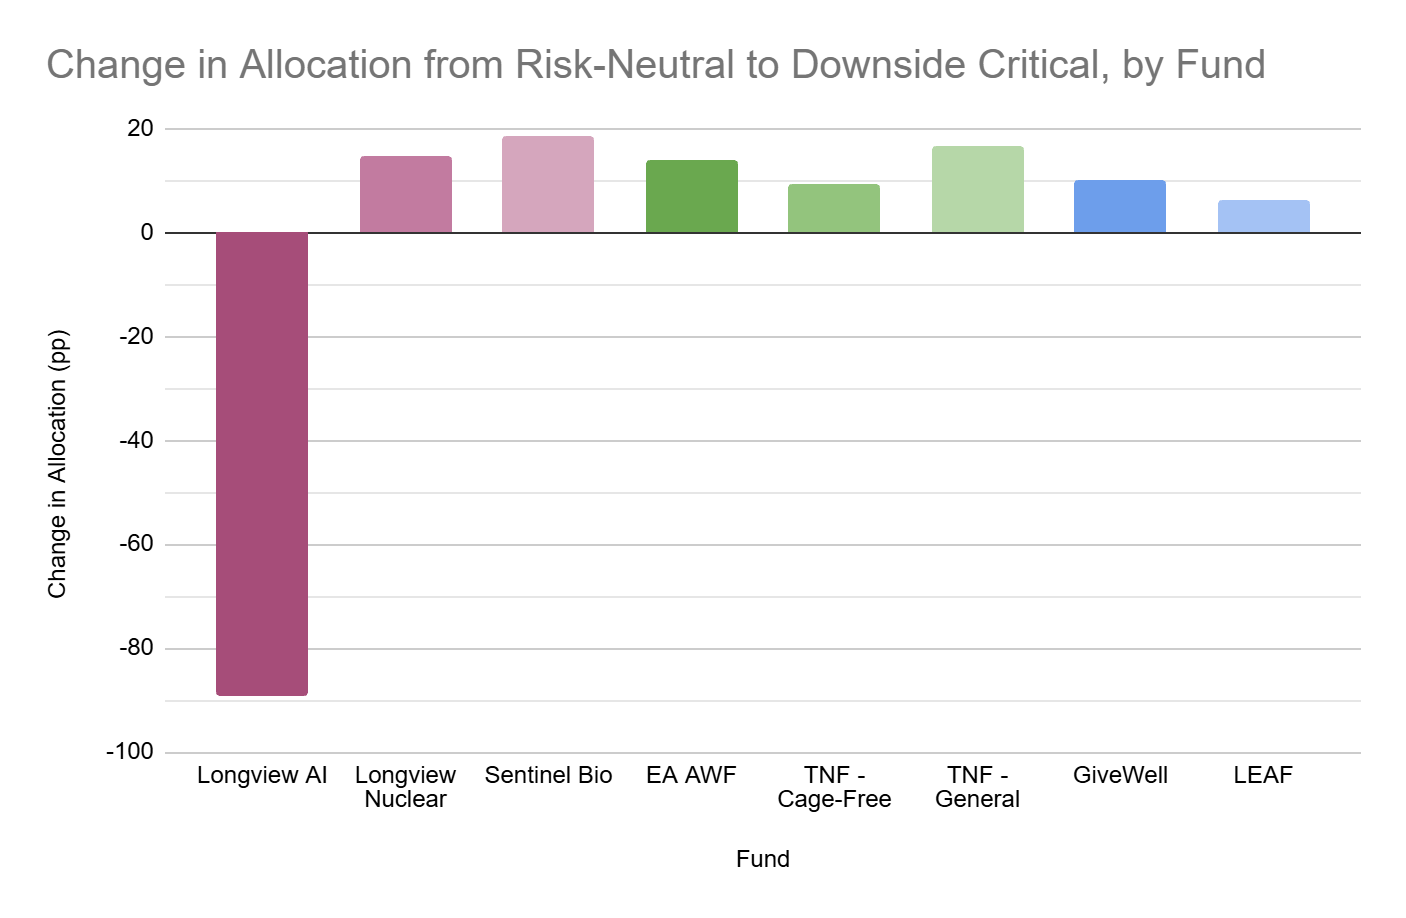 Change in Allocation from Risk-Neutral to Downside Critical, by Fund
20
0
-20
-40
-60
-80
-100
Change in Allocation (pp)
Longview AI
Longview
Nuclear
Sentinel Bio
EA AWF
TNF -
Cage-Free
TNF -
General
GiveWell
LEAF
Fund